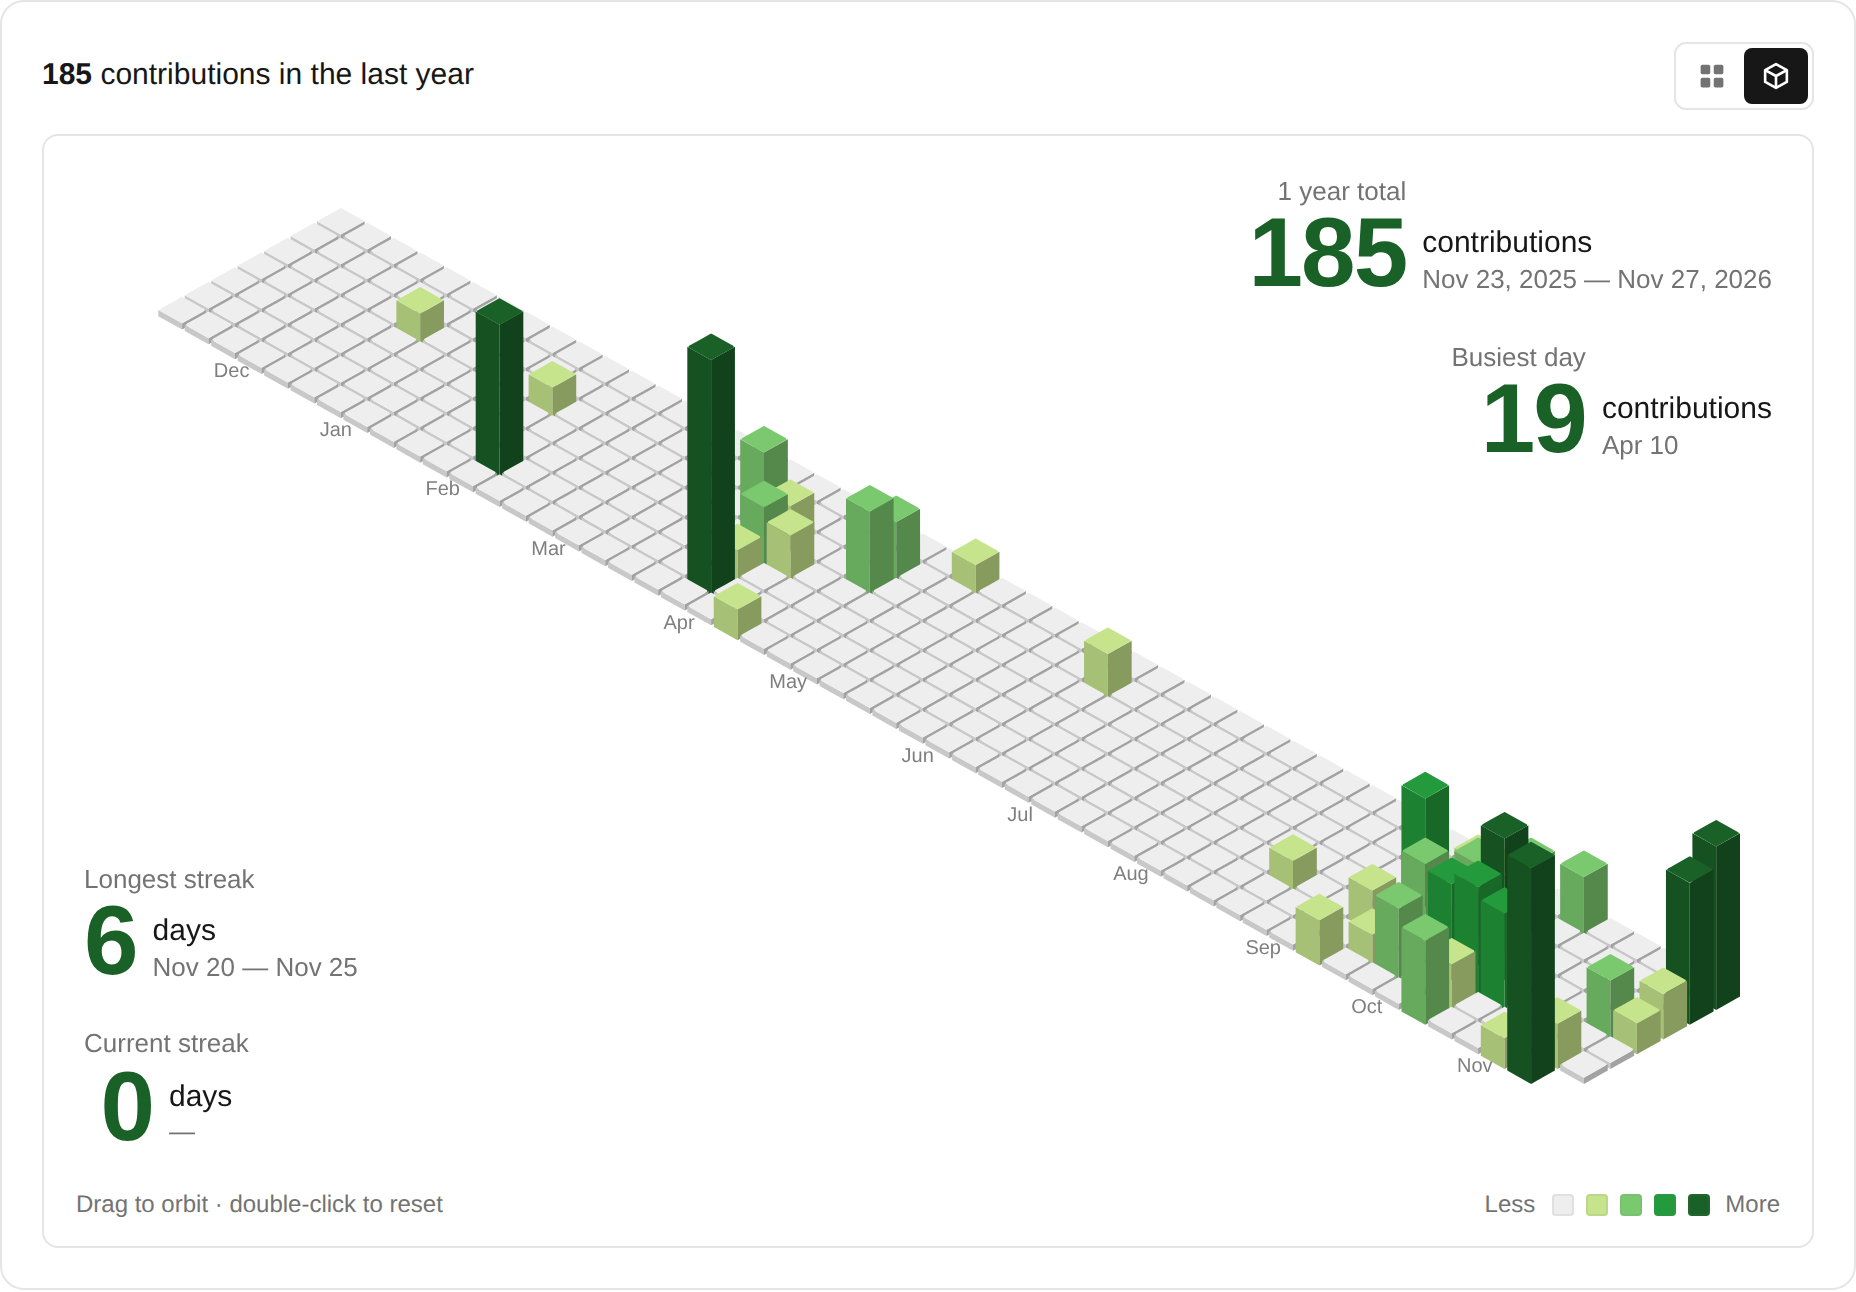 185 contributions in the last year
1 year total
185 contributions
Nov 23, 2025 — Nov 27, 2026
Busiest day
19 contributions
Apr 10
Dec
Jan
Feb
Mar
Apr
May
Jun
Jul
Aug
Sep
Oct
Nov
Longest streak
6 days
Nov 20 — Nov 25
Current streak
0 days
—
Drag to orbit · double-click to reset
Less More